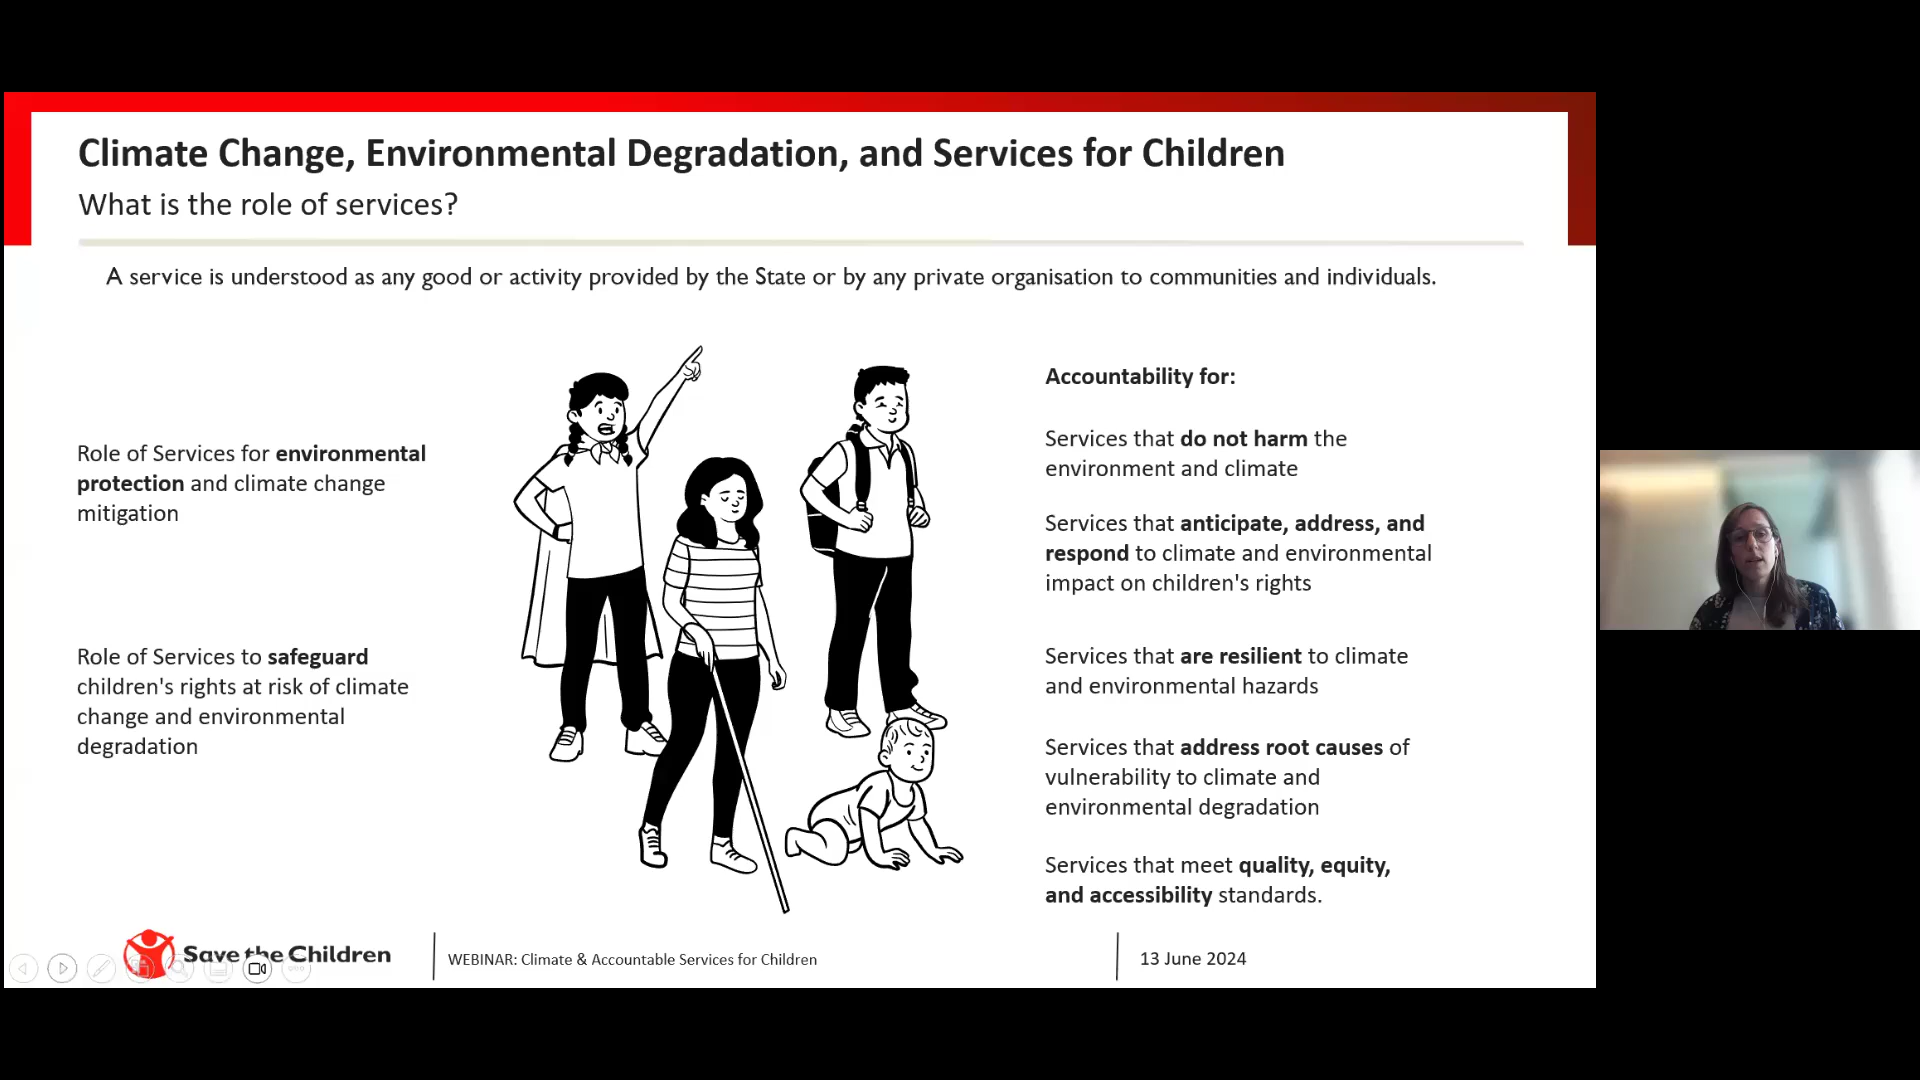 Climate Change, Environmental Degradation, and Services for Children
What is the role of services?
A service is understood as any good or activity provided by the State or by any private organisation to communities and individuals.
Role of Services for environmental
protection and climate change
mitigation
Role of Services to safeguard
children's rights at risk of climate
change and environmental
degradation
Accountability for:
Services that do not harm the
environment and climate
Services that anticipate, address, and
respond to climate and environmental
impact on children's rights
Services that are resilient to climate
and environmental hazards
Services that address root causes of
vulnerability to climate and
environmental degradation
Services that meet quality, equity,
and accessibility standards.
Save the Children
WEBINAR: Climate & Accountable Services for Children
13 June 2024